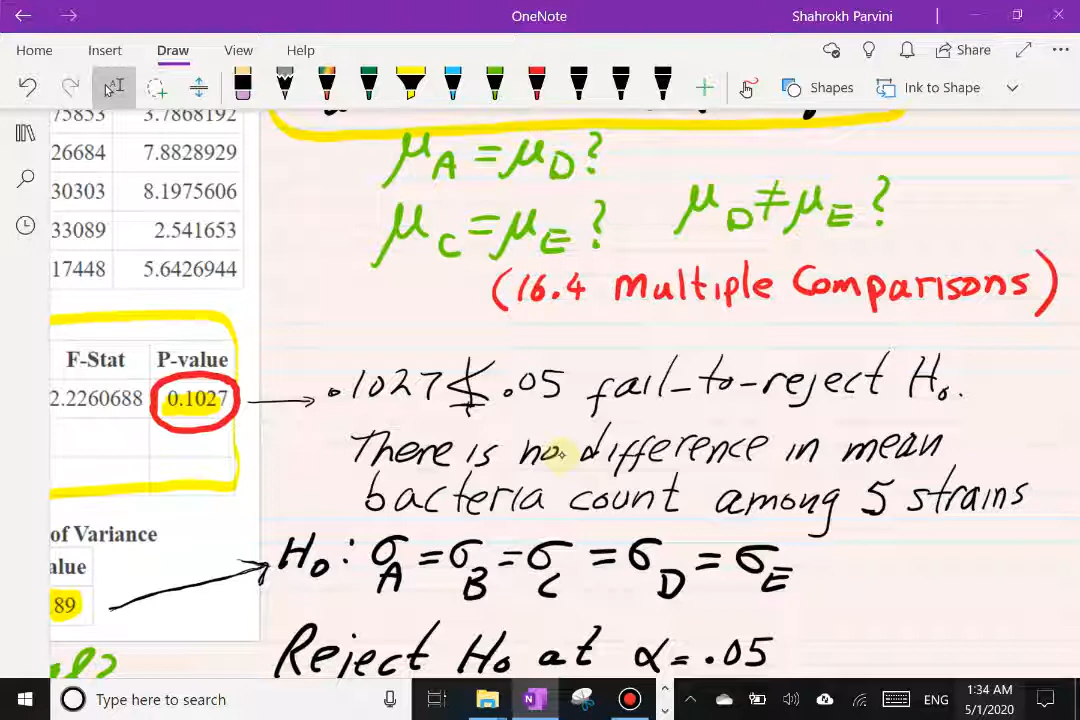 OneNote
Shahrokh Parvini
Home Insert Draw View Help
Share
Shapes
Ink to Shape
75853 3.7868192
26684 7.8828929
30303 8.1975606
33089 2.541653
17448 5.6426944
μA = μD?
μC = μE? μD ≠ μE?
(16.4 Multiple Comparisons)
F-Stat P-value
2.2260688 0.1027
.1027 ≮ .05 fail-to-reject H₀.
There is no difference in mean
bacteria count among 5 strains
of Variance
alue
89
H₀: σA = σB = σC = σD = σE
Reject H₀ at α = .05
Type here to search
ENG
1:34 AM
5/1/2020